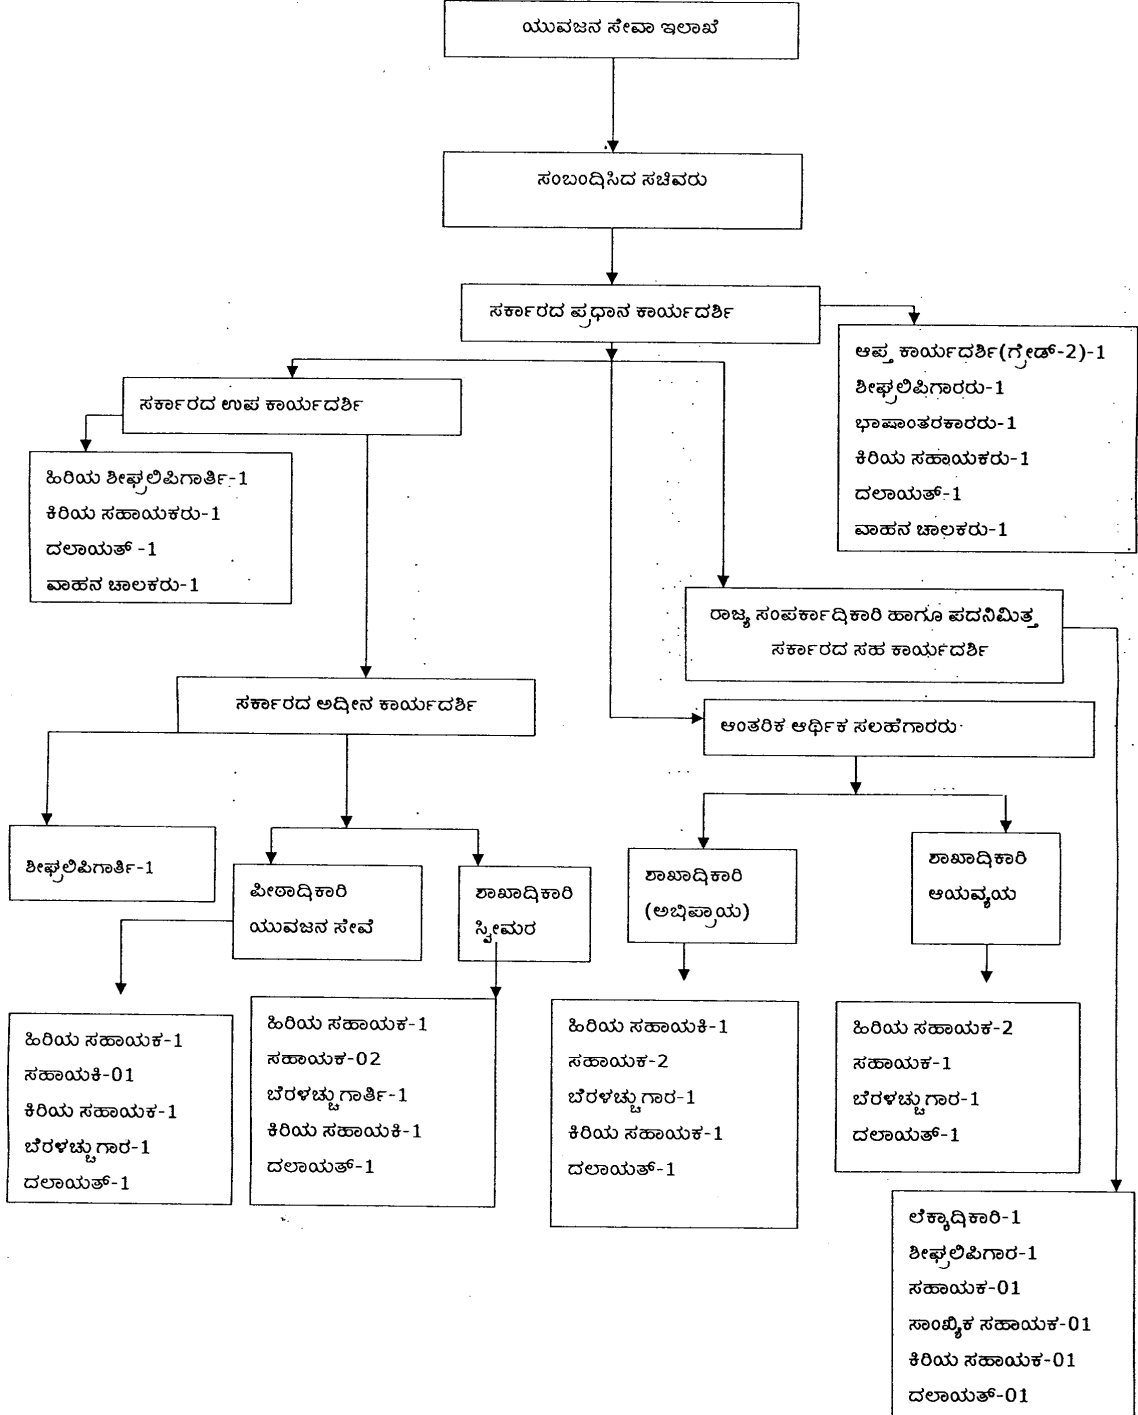 ಯುವಜನ ಸೇವಾ ಇಲಾಖೆ
ಸಂಬಂಧಿಸಿದ ಸಚಿವರು
ಸರ್ಕಾರದ ಪ್ರಧಾನ ಕಾರ್ಯದರ್ಶಿ
ಆಪ್ತ ಕಾರ್ಯದರ್ಶಿ(ಗ್ರೇಡ್-2)-1
ಶೀಘ್ರಲಿಪಿಗಾರರು-1
ಭಾಷಾಂತರಕಾರರು-1
ಕಿರಿಯ ಸಹಾಯಕರು-1
ದಲಾಯತ್-1
ವಾಹನ ಚಾಲಕರು-1
ಸರ್ಕಾರದ ಉಪ ಕಾರ್ಯದರ್ಶಿ
ಹಿರಿಯ ಶೀಘ್ರಲಿಪಿಗಾರ್ತಿ-1
ಕಿರಿಯ ಸಹಾಯಕರು-1
ದಲಾಯತ್ -1
ವಾಹನ ಚಾಲಕರು-1
ರಾಜ್ಯ ಸಂಪರ್ಕಾಧಿಕಾರಿ ಹಾಗೂ ಪದನಿಮಿತ್ತ
ಸರ್ಕಾರದ ಸಹ ಕಾರ್ಯದರ್ಶಿ
ಸರ್ಕಾರದ ಅಧೀನ ಕಾರ್ಯದರ್ಶಿ
ಆಂತರಿಕ ಆರ್ಥಿಕ ಸಲಹೆಗಾರರು
ಶೀಘ್ರಲಿಪಿಗಾರ್ತಿ-1
ಪೀಠಾಧಿಕಾರಿ
ಯುವಜನ ಸೇವೆ
ಶಾಖಾಧಿಕಾರಿ
ಸ್ವೀಮರ
ಶಾಖಾಧಿಕಾರಿ
(ಅಭಿಪ್ರಾಯ)
ಶಾಖಾಧಿಕಾರಿ
ಆಯವ್ಯಯ
ಹಿರಿಯ ಸಹಾಯಕ-1
ಸಹಾಯಕಿ-01
ಕಿರಿಯ ಸಹಾಯಕ-1
ಬೆರಳಚ್ಚುಗಾರ-1
ದಲಾಯತ್-1
ಹಿರಿಯ ಸಹಾಯಕ-1
ಸಹಾಯಕ-02
ಬೆರಳಚ್ಚುಗಾರ್ತಿ-1
ಕಿರಿಯ ಸಹಾಯಕಿ-1
ದಲಾಯತ್-1
ಹಿರಿಯ ಸಹಾಯಕಿ-1
ಸಹಾಯಕ-2
ಬೆರಳಚ್ಚುಗಾರ-1
ಕಿರಿಯ ಸಹಾಯಕ-1
ದಲಾಯತ್-1
ಹಿರಿಯ ಸಹಾಯಕ-2
ಸಹಾಯಕ-1
ಬೆರಳಚ್ಚುಗಾರ-1
ದಲಾಯತ್-1
ಲೆಕ್ಕಾಧಿಕಾರಿ-1
ಶೀಘ್ರಲಿಪಿಗಾರ-1
ಸಹಾಯಕ-01
ಸಾಂಖ್ಯಿಕ ಸಹಾಯಕ-01
ಕಿರಿಯ ಸಹಾಯಕ-01
ದಲಾಯತ್-01